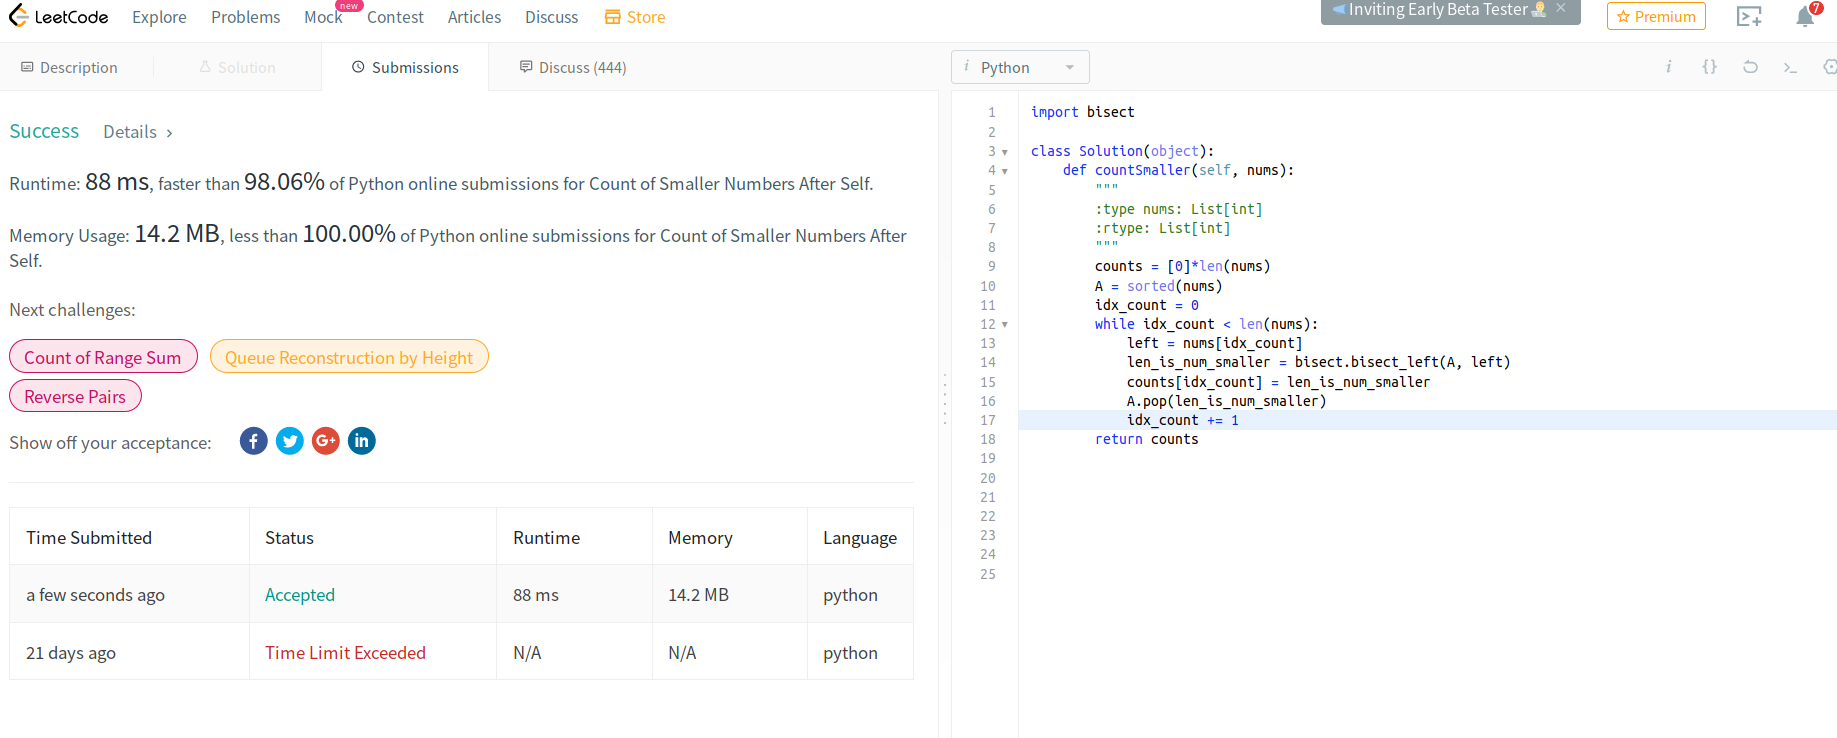 LeetCode Explore Problems Mock new Contest Articles Discuss Store
Inviting Early Beta Tester ✕ Premium 7
Description Solution Submissions Discuss (444)
i Python i {} >_
Success Details ›
Runtime: 88 ms, faster than 98.06% of Python online submissions for Count of Smaller Numbers After Self.
Memory Usage: 14.2 MB, less than 100.00% of Python online submissions for Count of Smaller Numbers After
Self.
Next challenges:
Count of Range Sum Queue Reconstruction by Height
Reverse Pairs
Show off your acceptance: f G+ in
Time Submitted Status Runtime Memory Language
a few seconds ago Accepted 88 ms 14.2 MB python
21 days ago Time Limit Exceeded N/A N/A python
1 import bisect
2
3 class Solution(object):
4     def countSmaller(self, nums):
5         """
6         :type nums: List[int]
7         :rtype: List[int]
8         """
9         counts = [0]*len(nums)
10         A = sorted(nums)
11         idx_count = 0
12         while idx_count < len(nums):
13             left = nums[idx_count]
14             len_is_num_smaller = bisect.bisect_left(A, left)
15             counts[idx_count] = len_is_num_smaller
16             A.pop(len_is_num_smaller)
17             idx_count += 1
18         return counts
19
20
21
22
23
24
25